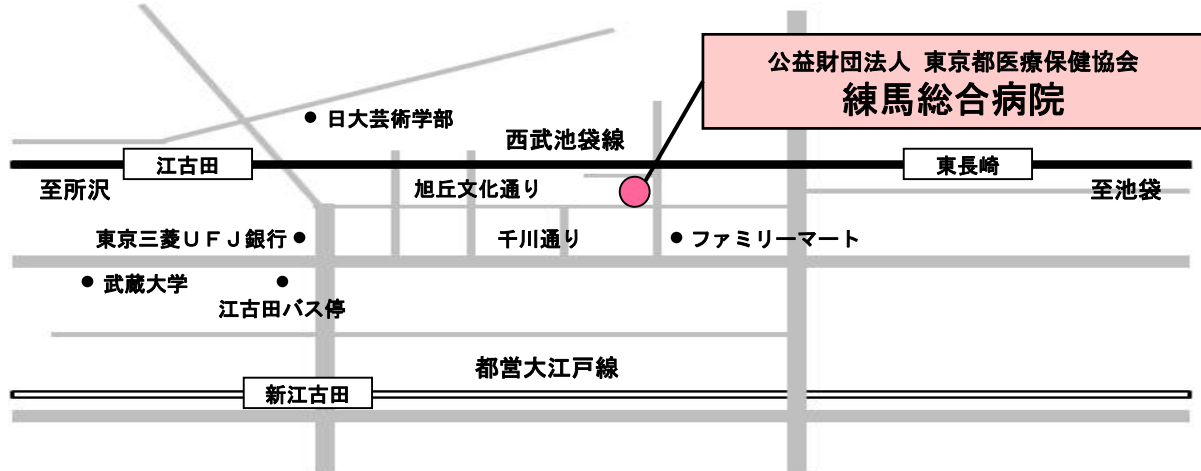 公益財団法人 東京都医療保健協会
練馬総合病院
日大芸術学部
西武池袋線
江古田
東長崎
至所沢
旭丘文化通り
至池袋
東京三菱ＵＦＪ銀行
千川通り
ファミリーマート
武蔵大学
江古田バス停
都営大江戸線
新江古田